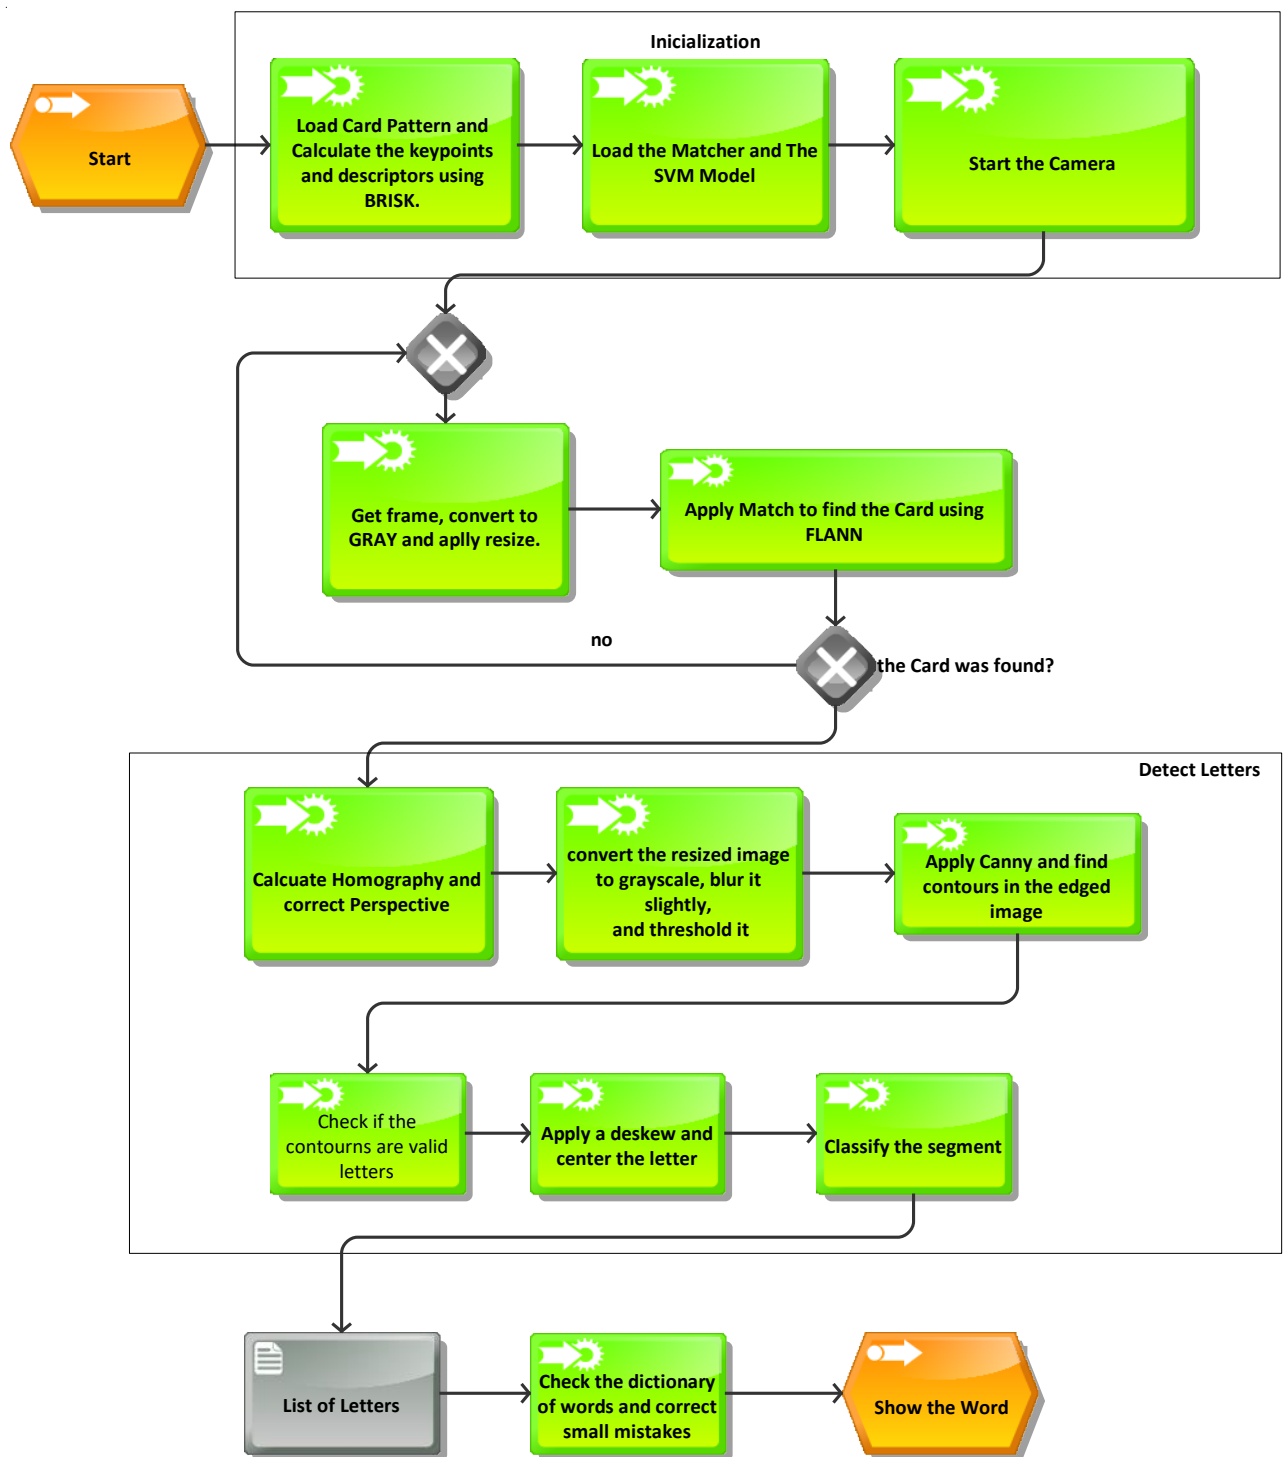 Inicialization
Start
Load Card Pattern and
Calculate the keypoints
and descriptors using
BRISK.
Load the Matcher and The
SVM Model
Start the Camera
Get frame, convert to
GRAY and aplly resize.
Apply Match to find the Card using
FLANN
no
the Card was found?
Detect Letters
Calcuate Homography and
correct Perspective
convert the resized image
to grayscale, blur it
slightly,
and threshold it
Apply Canny and find
contours in the edged
image
Check if the
contourns are valid
letters
Apply a deskew and
center the letter
Classify the segment
List of Letters
Check the dictionary
of words and correct
small mistakes
Show the Word